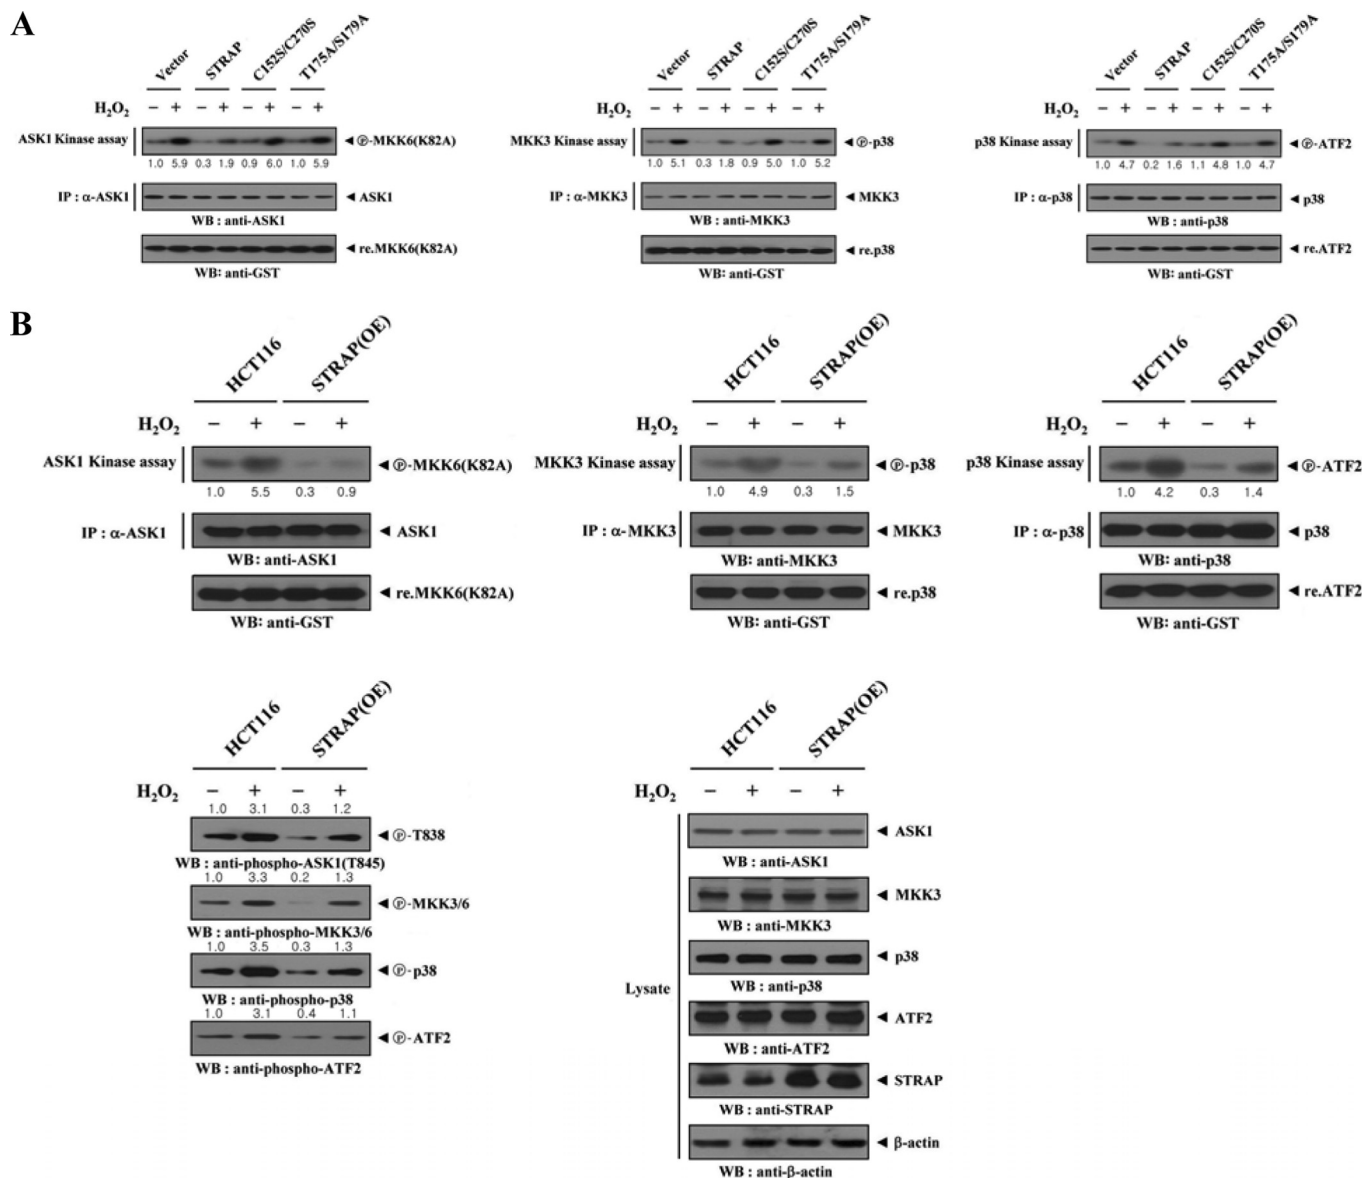 A
Vector STRAP C152S/C270S T175A/S179A
H₂O₂ − + − + − + − +
ASK1 Kinase assay Ⓟ-MKK6(K82A)
1.0 5.9 0.3 1.9 0.9 6.0 1.0 5.9
IP : α-ASK1 ASK1
WB : anti-ASK1
re.MKK6(K82A)
WB: anti-GST
Vector STRAP C152S/C270S T175A/S179A
H₂O₂ − + − + − + − +
MKK3 Kinase assay Ⓟ-p38
1.0 5.1 0.3 1.8 0.9 5.0 1.0 5.2
IP : α-MKK3 MKK3
WB : anti-MKK3
re.p38
WB: anti-GST
Vector STRAP C152S/C270S T175A/S179A
H₂O₂ − + − + − + − +
p38 Kinase assay Ⓟ-ATF2
1.0 4.7 0.2 1.6 1.1 4.8 1.0 4.7
IP : α-p38 p38
WB : anti-p38
re.ATF2
WB: anti-GST
B
HCT116 STRAP(OE)
H₂O₂ − + − +
ASK1 Kinase assay Ⓟ-MKK6(K82A)
1.0 5.5 0.3 0.9
IP : α-ASK1 ASK1
WB: anti-ASK1
re.MKK6(K82A)
WB: anti-GST
HCT116 STRAP(OE)
H₂O₂ − + − +
MKK3 Kinase assay Ⓟ-p38
1.0 4.9 0.3 1.5
IP : α-MKK3 MKK3
WB: anti-MKK3
re.p38
WB: anti-GST
HCT116 STRAP(OE)
H₂O₂ − + − +
p38 Kinase assay Ⓟ-ATF2
1.0 4.2 0.3 1.4
IP : α-p38 p38
WB: anti-p38
re.ATF2
WB: anti-GST
HCT116 STRAP(OE)
H₂O₂ − + − +
1.0 3.1 0.3 1.2
Ⓟ-T838
WB : anti-phospho-ASK1(T845)
1.0 3.3 0.2 1.3
Ⓟ-MKK3/6
WB : anti-phospho-MKK3/6
1.0 3.5 0.3 1.3
Ⓟ-p38
WB : anti-phospho-p38
1.0 3.1 0.4 1.1
Ⓟ-ATF2
WB : anti-phospho-ATF2
HCT116 STRAP(OE)
H₂O₂ − + − +
ASK1
WB : anti-ASK1
MKK3
WB : anti-MKK3
p38
WB : anti-p38
Lysate
ATF2
WB : anti-ATF2
STRAP
WB : anti-STRAP
β-actin
WB : anti-β-actin